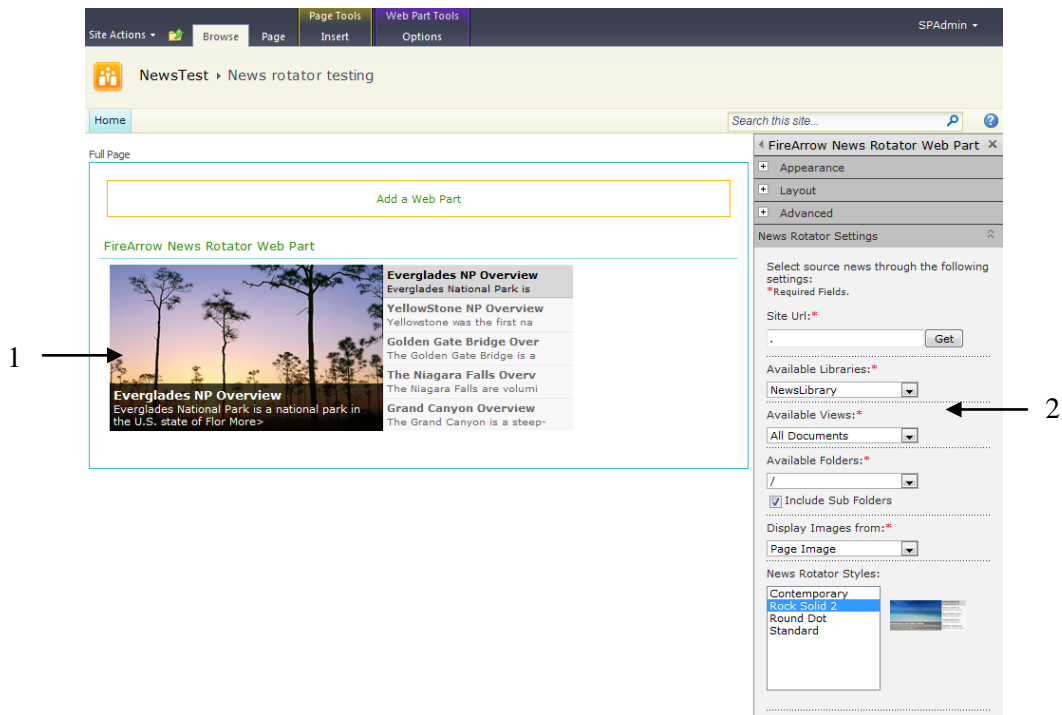 Page Tools
Web Part Tools
Site Actions
Browse
Page
Insert
Options
SPAdmin
NewsTest
News rotator testing
Home
Search this site...
Full Page
Add a Web Part
FireArrow News Rotator Web Part
Everglades NP Overview
Everglades National Park is a national park in
the U.S. state of Flor More>
Everglades NP Overview
Everglades National Park is
YellowStone NP Overview
Yellowstone was the first na
Golden Gate Bridge Over
The Golden Gate Bridge is a
The Niagara Falls Overv
The Niagara Falls are volumi
Grand Canyon Overview
The Grand Canyon is a steep-
1
FireArrow News Rotator Web Part ×
+ Appearance
+ Layout
+ Advanced
News Rotator Settings
Select source news through the following
settings:
*Required Fields.
Site Url:*
. Get
Available Libraries:*
NewsLibrary
Available Views:*
All Documents
Available Folders:*
/
Include Sub Folders
Display Images from:*
Page Image
News Rotator Styles:
Contemporary
Rock Solid 2
Round Dot
Standard
2